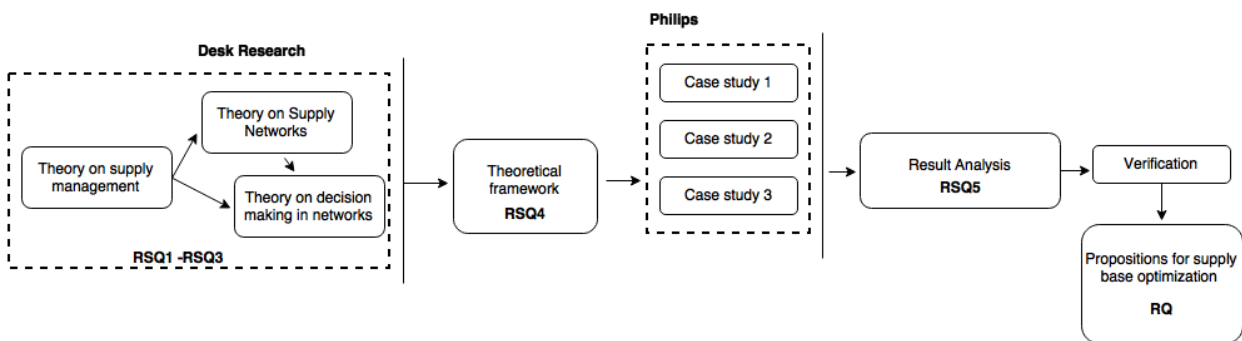 Philips
Desk Research
Theory on Supply
Networks
Theory on supply
management
Theory on decision
making in networks
RSQ1 -RSQ3
Theoretical
framework
RSQ4
Case study 1
Case study 2
Case study 3
Result Analysis
RSQ5
Verification
Propositions for supply
base optimization
RQ